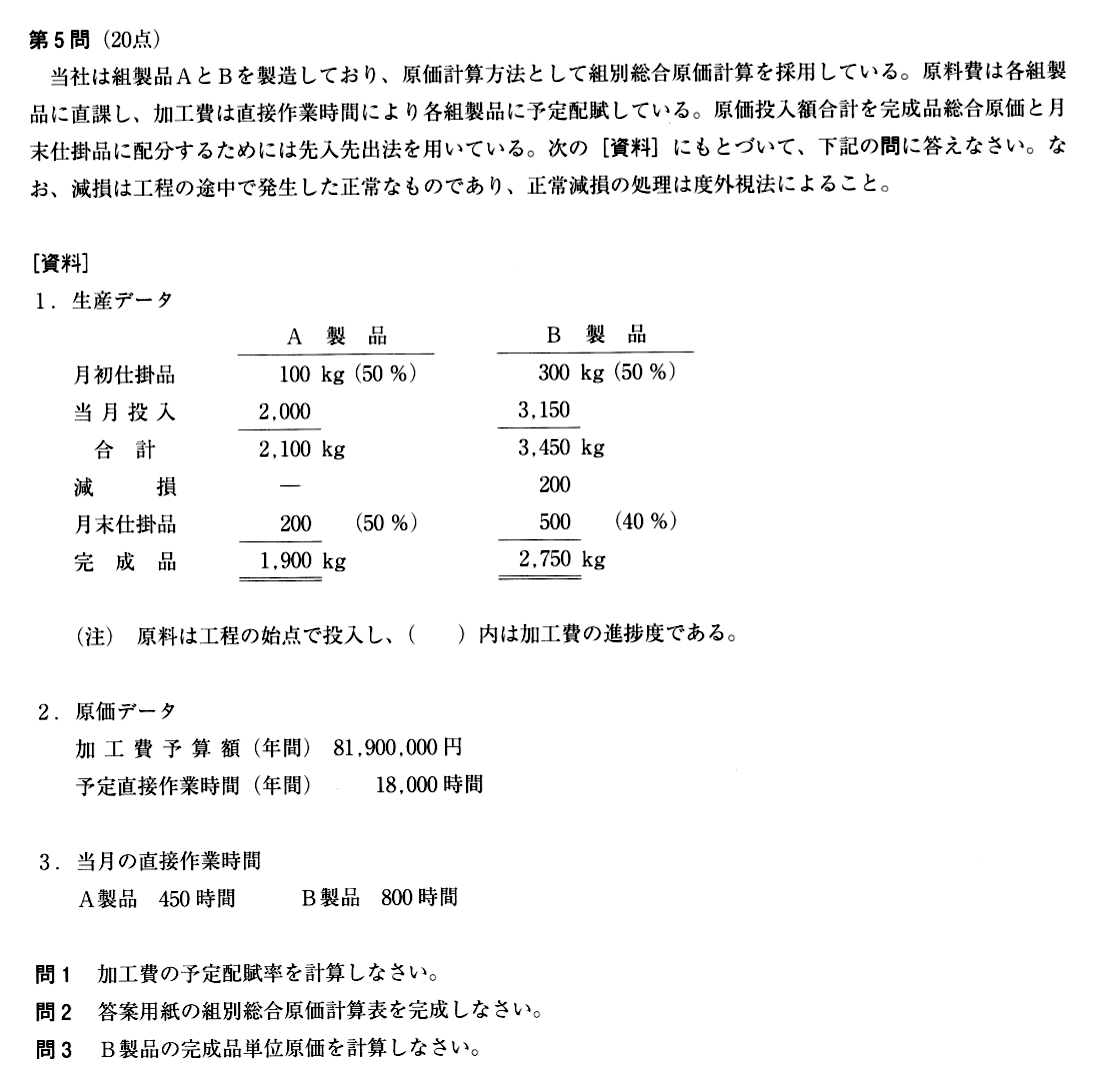 第5問（20点）
当社は組製品AとBを製造しており、原価計算方法として組別総合原価計算を採用している。原料費は各組製
品に直課し、加工費は直接作業時間により各組製品に予定配賦している。原価投入額合計を完成品総合原価と月
末仕掛品に配分するためには先入先出法を用いている。次の［資料］にもとづいて、下記の問に答えなさい。な
お、減損は工程の途中で発生した正常なものであり、正常減損の処理は度外視法によること。
［資料］
1．生産データ
A 製 品 B 製 品
月初仕掛品 100 kg（50 %） 300 kg（50 %）
当月投入 2,000 3,150
合 計 2,100 kg 3,450 kg
減 損 ― 200
月末仕掛品 200 （50 %） 500 （40 %）
完 成 品 1,900 kg 2,750 kg
（注） 原料は工程の始点で投入し、（ ）内は加工費の進捗度である。
2．原価データ
加工費予算額（年間） 81,900,000円
予定直接作業時間（年間） 18,000時間
3．当月の直接作業時間
A製品 450時間 B製品 800時間
問1 加工費の予定配賦率を計算しなさい。
問2 答案用紙の組別総合原価計算表を完成しなさい。
問3 B製品の完成品単位原価を計算しなさい。